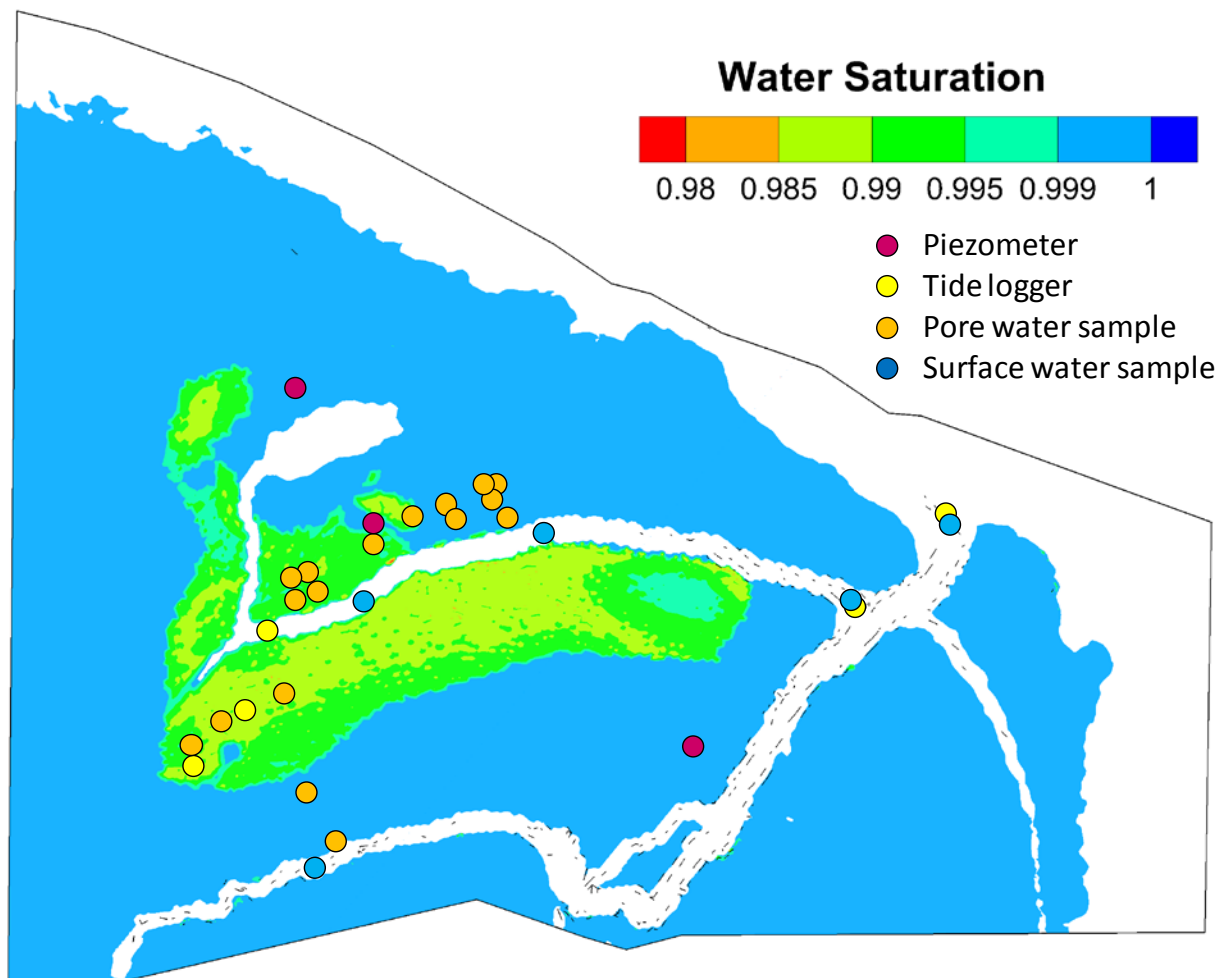 Water Saturation
0.98 0.985 0.99 0.995 0.999 1
Piezometer
Tide logger
Pore water sample
Surface water sample